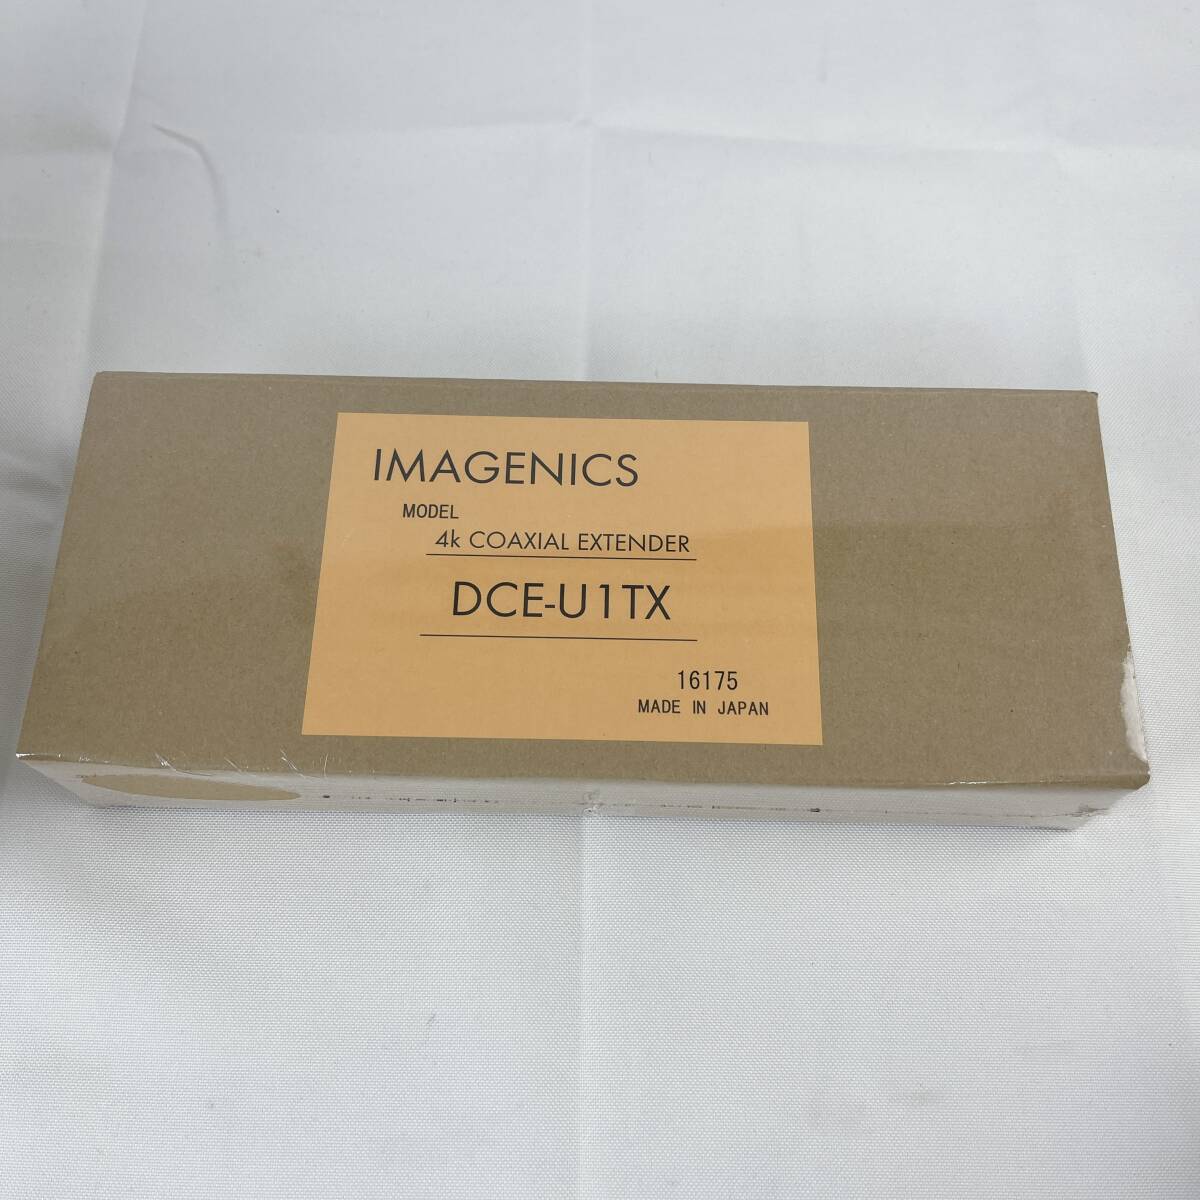 IMAGENICS
MODEL
4k COAXIAL EXTENDER
DCE-U1TX
16175
MADE IN JAPAN